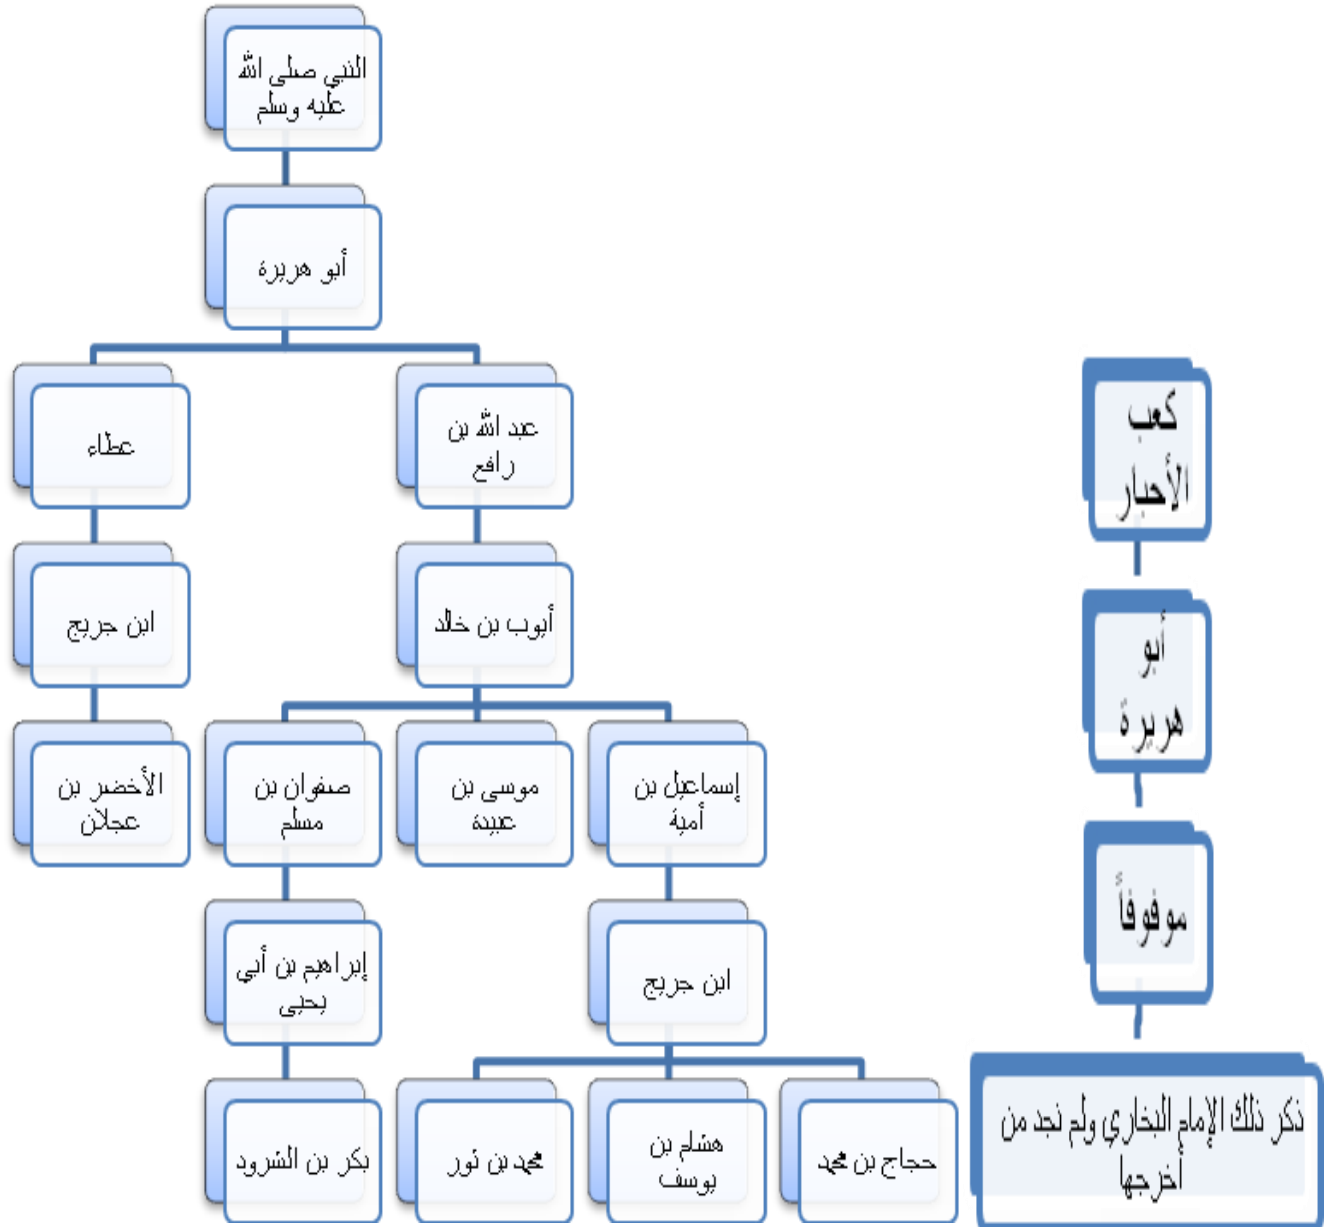 النبي صلى الله
عليه وسلم
أبو هريرة
عبد الله بن
رافع
عطاء
أيوب بن خالد
ابن جريج
إسماعيل بن
أمية
موسى بن
عبيدة
صفوان بن
مسلم
الأخضر بن
عجلان
ابن جريج
إبراهيم بن أبي
يحيى
حجاج بن محمد
هشام بن
يوسف
محمد بن ثور
بكر بن الشرود
كعب
الأحبار
أبو
هريرة
موفوفاً
ذكر ذلك الإمام البخاري ولم نجد من
أخرجها